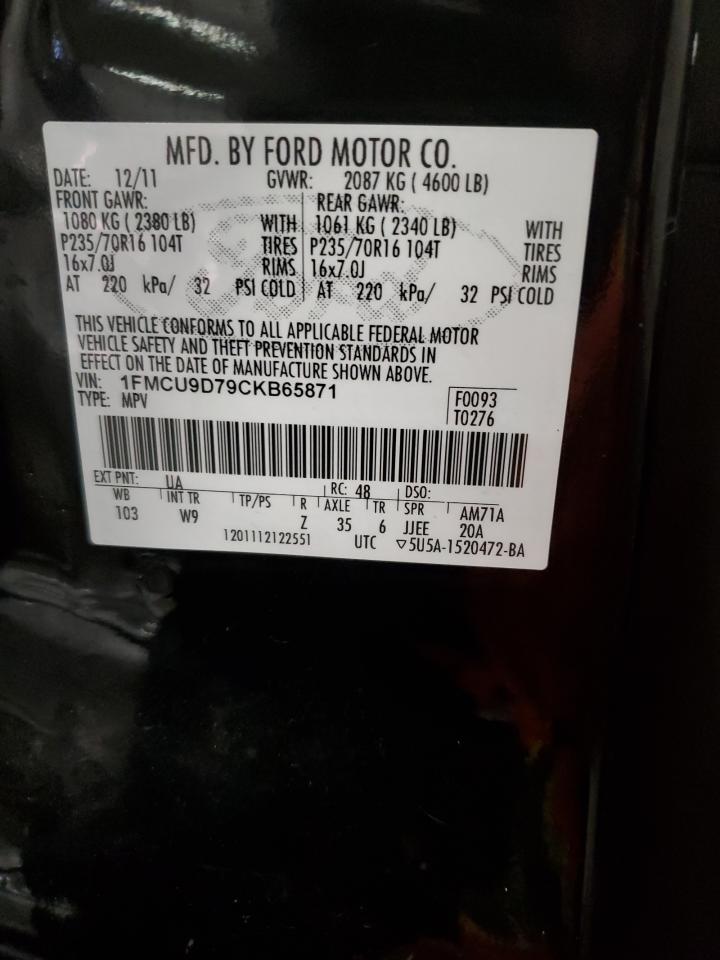 MFD. BY FORD MOTOR CO.
DATE: 12/11 GVWR: 2087 KG ( 4600 LB)
FRONT GAWR: REAR GAWR:
1080 KG ( 2380 LB) WITH 1061 KG ( 2340 LB) WITH
P235/70R16 104T TIRES P235/70R16 104T TIRES
16x7.0J RIMS 16x7.0J RIMS
AT 220 kPa/ 32 PSI COLD AT 220 kPa/ 32 PSI COLD
THIS VEHICLE CONFORMS TO ALL APPLICABLE FEDERAL MOTOR
VEHICLE SAFETY AND THEFT PREVENTION STANDARDS IN
EFFECT ON THE DATE OF MANUFACTURE SHOWN ABOVE.
VIN: 1FMCU9D79CKB65871
TYPE: MPV
F0093
T0276
EXT PNT: UA RC: 48 DSO:
WB INT TR TP/PS R AXLE TR SPR AM71A
103 W9 Z 35 6 JJEE 20A
1201112122551 UTC ▽5U5A-1520472-BA